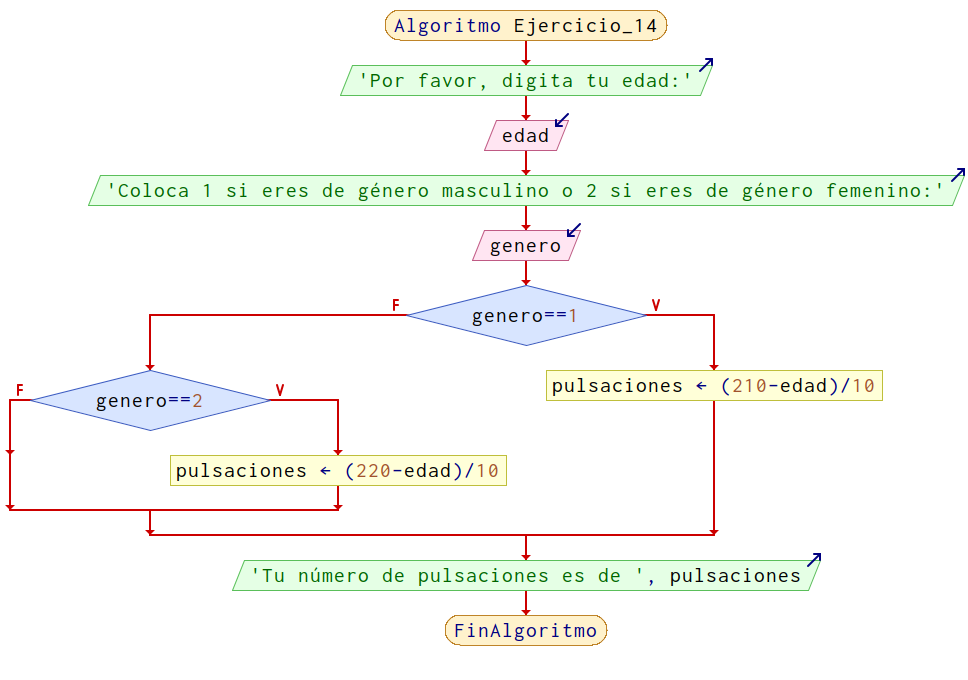 Algoritmo Ejercicio_14
'Por favor, digita tu edad:'
edad
'Coloca 1 si eres de género masculino o 2 si eres de género femenino:'
genero
F
V
genero==1
F
V
genero==2
pulsaciones ← (210-edad)/10
pulsaciones ← (220-edad)/10
'Tu número de pulsaciones es de ', pulsaciones
FinAlgoritmo